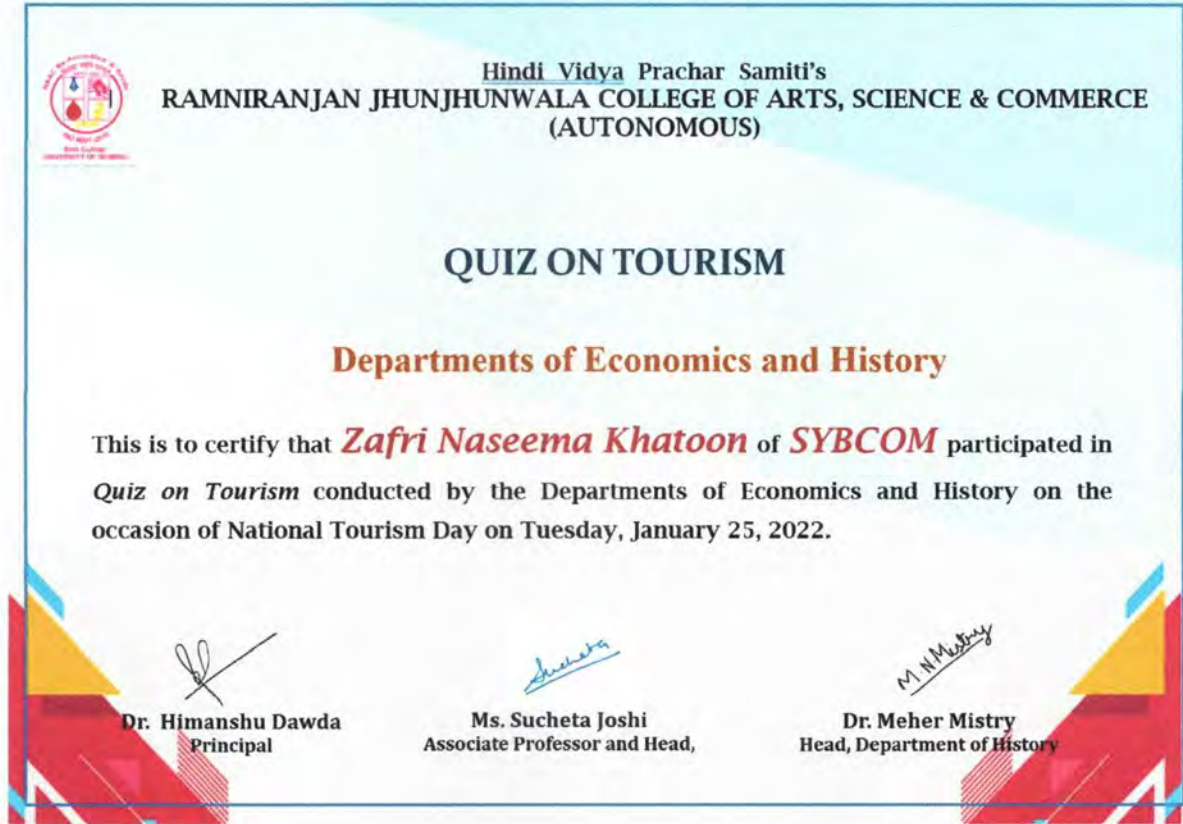 Hindi Vidya Prachar Samiti's
RAMNIRANJAN JHUNJHUNWALA COLLEGE OF ARTS, SCIENCE & COMMERCE
(AUTONOMOUS)
QUIZ ON TOURISM
Departments of Economics and History
This is to certify that Zafri Naseema Khatoon of SYBCOM participated in
Quiz on Tourism conducted by the Departments of Economics and History on the
occasion of National Tourism Day on Tuesday, January 25, 2022.
Sucheta
M.N.Mistry
Dr. Himanshu Dawda
Principal
Ms. Sucheta Joshi
Associate Professor and Head,
Dr. Meher Mistry
Head, Department of History